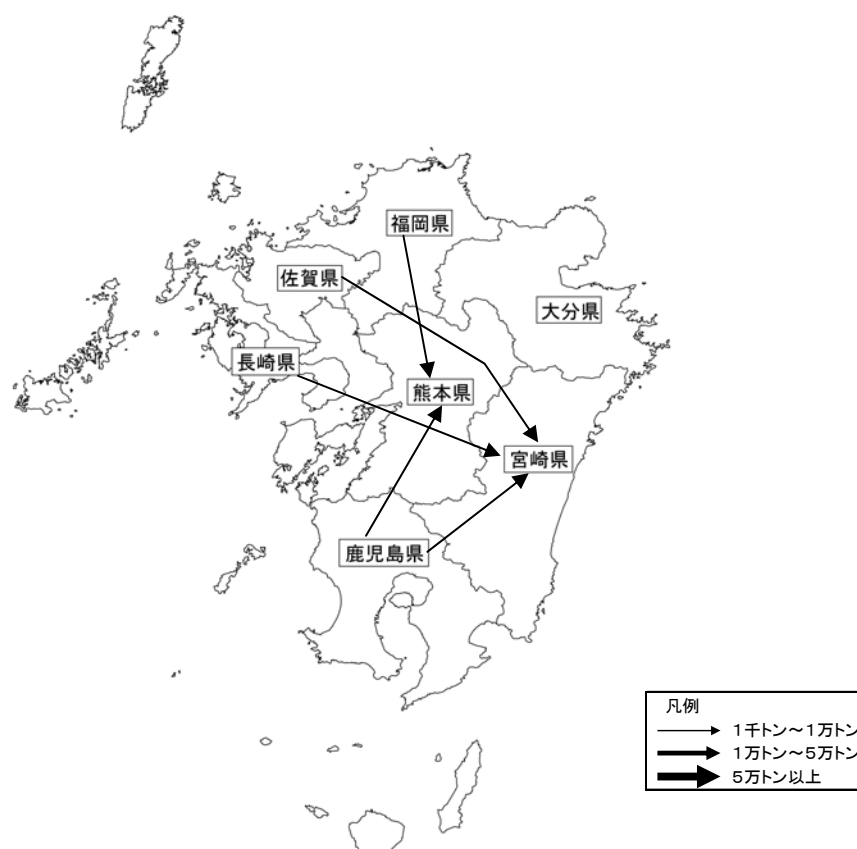 福岡県
佐賀県
大分県
長崎県
熊本県
宮崎県
鹿児島県
凡例
1千トン～1万トン
1万トン～5万トン
5万トン以上